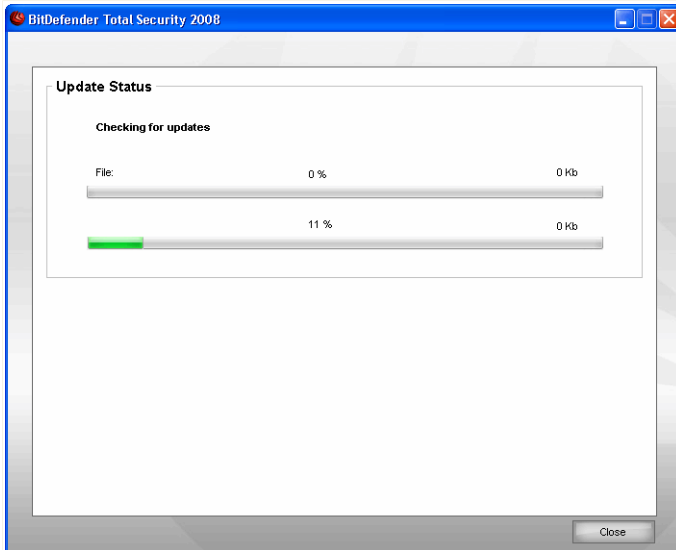 BitDefender Total Security 2008
Update Status
Checking for updates
File: 0 % 0 Kb
11 % 0 Kb
Close